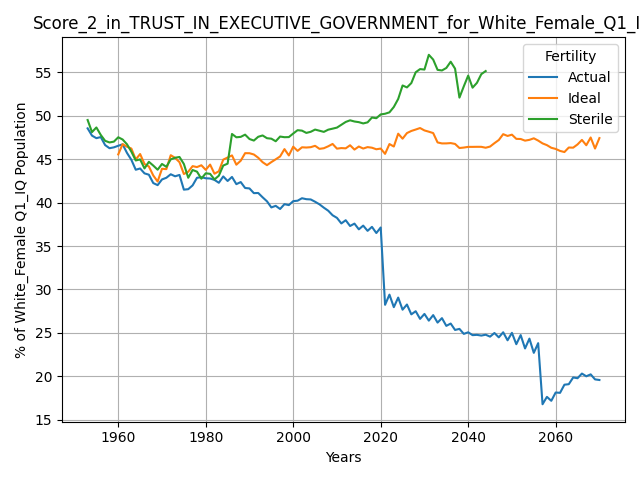 Score_2_in_TRUST_IN_EXECUTIVE_GOVERNMENT_for_White_Female_Q1_I
Fertility
Actual
Ideal
Sterile
% of White_Female Q1_IQ Population
55
50
45
40
35
30
25
20
15
1960
1980
2000
2020
2040
2060
Years